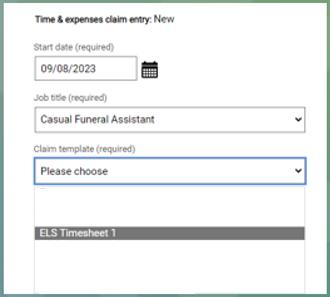 Time & expenses claim entry: New
Start date (required)
09/08/2023
Job title (required)
Casual Funeral Assistant
Claim template (required)
Please choose
ELS Timesheet 1